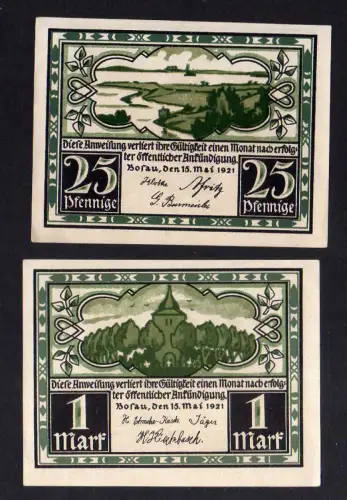 Diese Anweisung verliert ihre Gültigkeit einen Monat nach erfolg-
ter öffentlicher Ankündigung.
Bosau, den 15. Mai 1921
25 Pfennige
25 Pfennige
G. Burmeister
Diese Anweisung verliert ihre Gültigkeit einen Monat nach erfolg-
ter öffentlicher Ankündigung.
Bosau, den 15. Mai 1921
1 Mark
1 Mark
Jäger